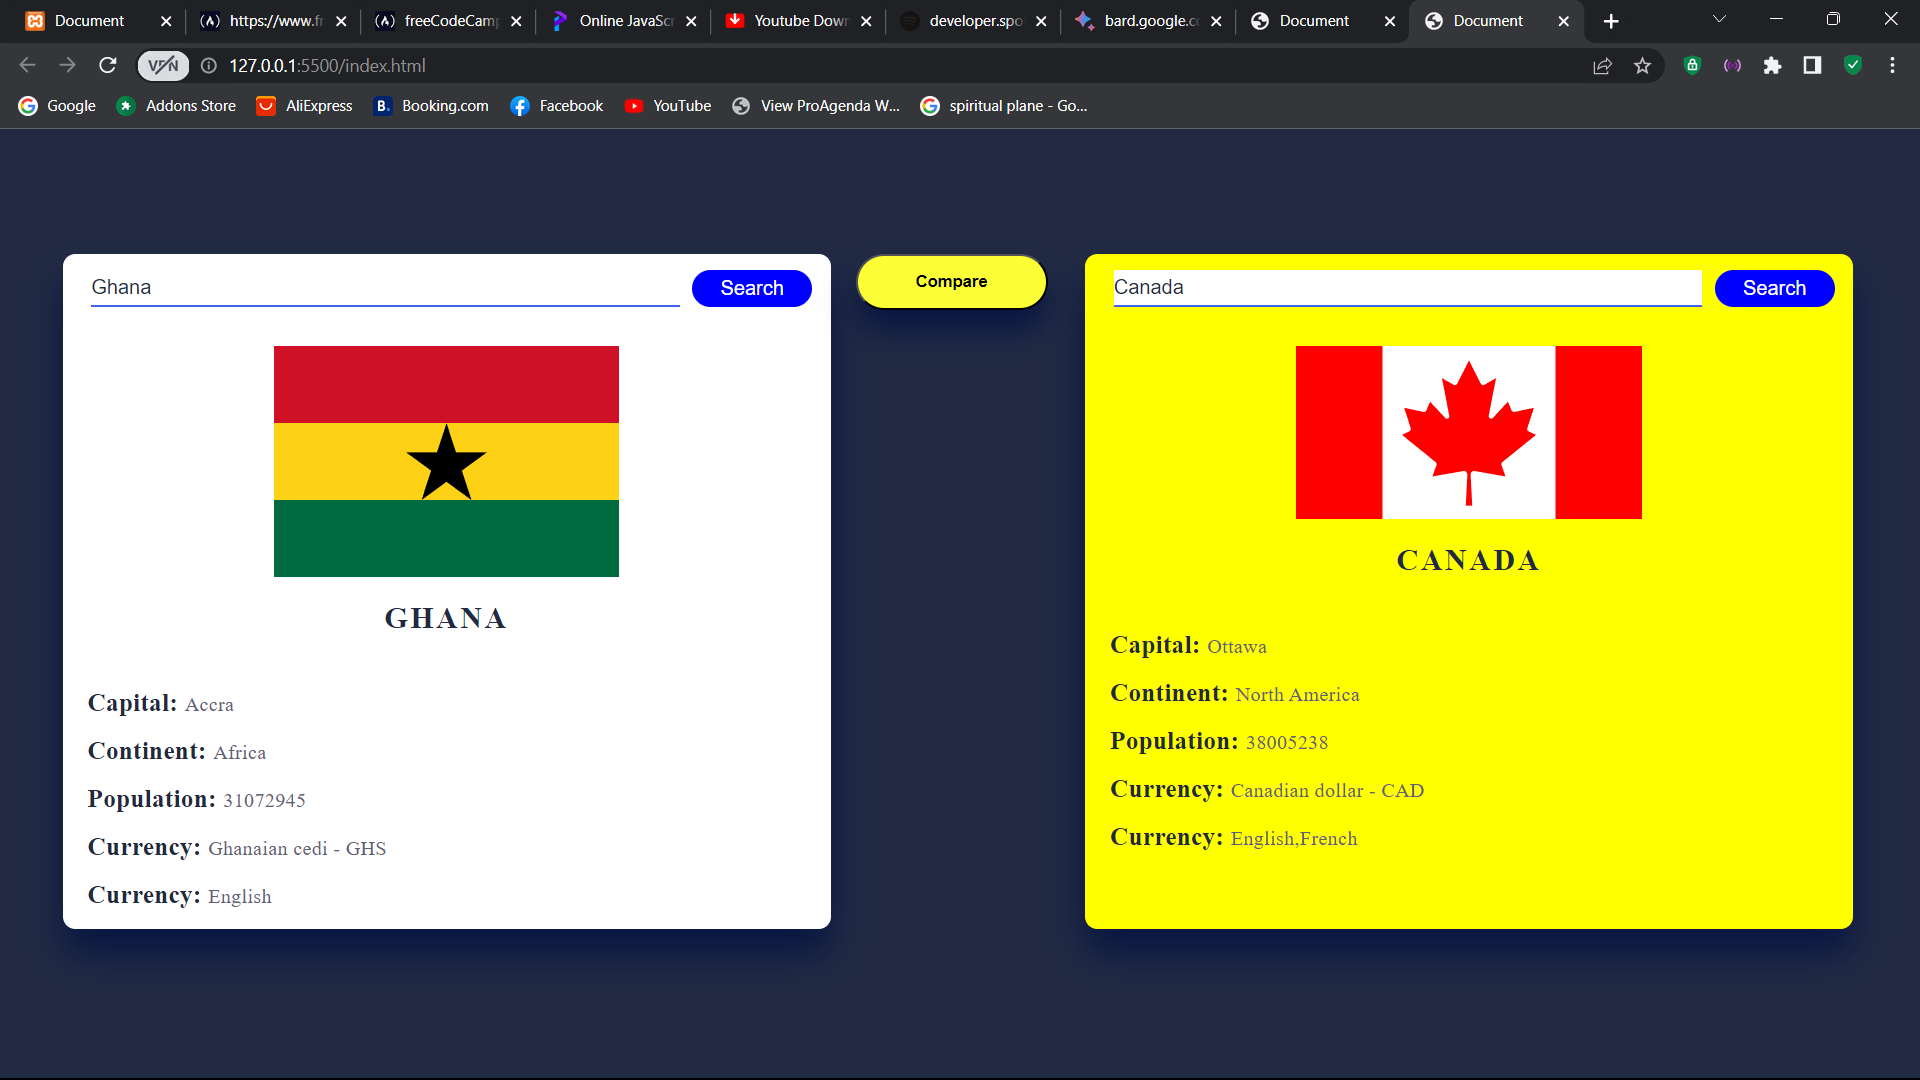 Document https://www.fr freeCodeCam Online JavaSc Youtube Dow developer.spo bard.google.c Document Document
VPN 127.0.0.1:5500/index.html
Google Addons Store AliExpress B. Booking.com Facebook YouTube View ProAgenda W... spiritual plane - Go...
Ghana Search
GHANA
Capital: Accra
Continent: Africa
Population: 31072945
Currency: Ghanaian cedi - GHS
Currency: English
Compare
Canada Search
CANADA
Capital: Ottawa
Continent: North America
Population: 38005238
Currency: Canadian dollar - CAD
Currency: English,French